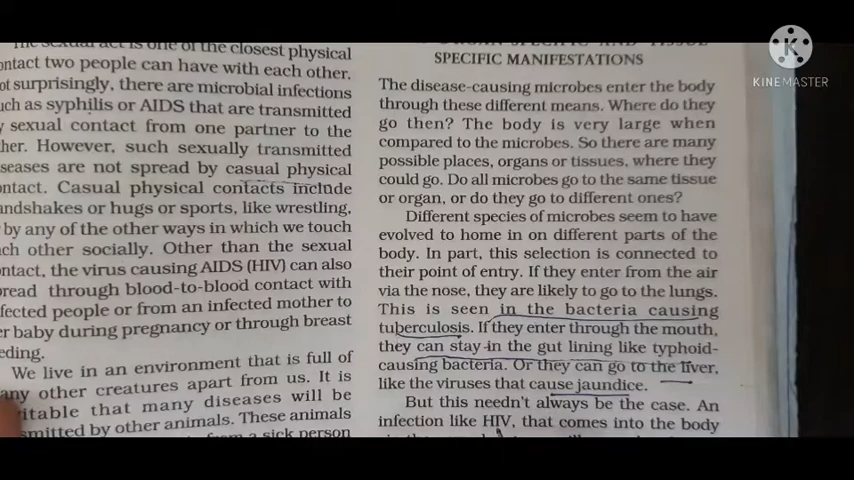 The sexual act is one of the closest physical
ontact two people can have with each other.
ot surprisingly, there are microbial infections
uch as syphilis or AIDS that are transmitted
y sexual contact from one partner to the
ther. However, such sexually transmitted
seases are not spread by casual physical
ontact. Casual physical contacts include
andshakes or hugs or sports, like wrestling,
by any of the other ways in which we touch
ach other socially. Other than the sexual
ontact, the virus causing AIDS (HIV) can also
pread through blood-to-blood contact with
fected people or from an infected mother to
er baby during pregnancy or through breast
eding.
We live in an environment that is full of
any other creatures apart from us. It is
vitable that many diseases will be
smitted by other animals. These animals
from a sick person
ORGAN-SPECIFIC AND TISSUE-
SPECIFIC MANIFESTATIONS
The disease-causing microbes enter the body
through these different means. Where do they
go then? The body is very large when
compared to the microbes. So there are many
possible places, organs or tissues, where they
could go. Do all microbes go to the same tissue
or organ, or do they go to different ones?
Different species of microbes seem to have
evolved to home in on different parts of the
body. In part, this selection is connected to
their point of entry. If they enter from the air
via the nose, they are likely to go to the lungs.
This is seen in the bacteria causing
tuberculosis. If they enter through the mouth,
they can stay in the gut lining like typhoid-
causing bacteria. Or they can go to the liver,
like the viruses that cause jaundice.
But this needn't always be the case. An
infection like HIV, that comes into the body
KINEMASTER